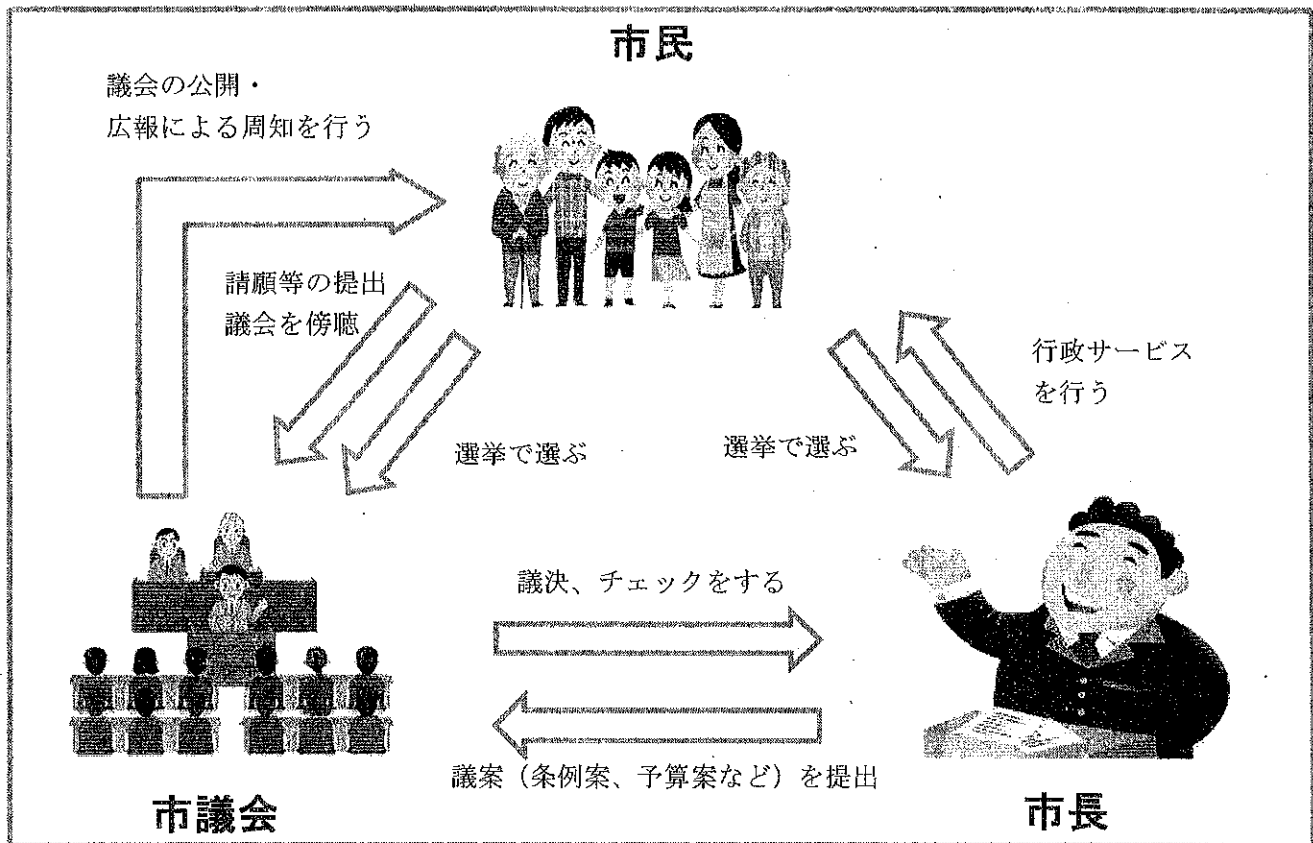 市民
議会の公開・
広報による周知を行う
請願等の提出
議会を傍聴
行政サービス
を行う
選挙で選ぶ
選挙で選ぶ
議決、チェックをする
議案（条例案、予算案など）を提出
市議会
市長